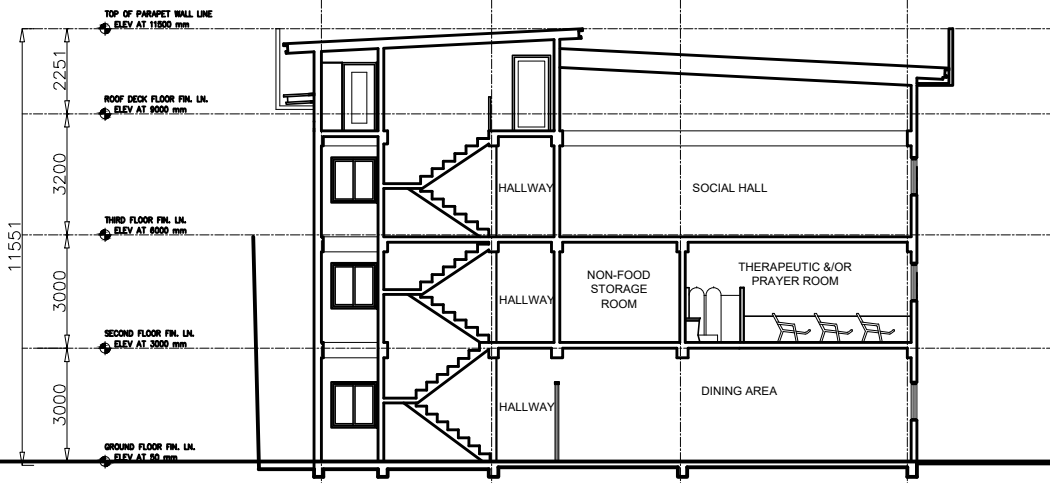 TOP OF PARAPET WALL LINE
ELEV AT 11500 mm
2251
ROOF DECK FLOOR FIN. LN.
ELEV AT 9000 mm
3200
HALLWAY
SOCIAL HALL
THIRD FLOOR FIN. LN.
ELEV AT 6000 mm
11551
3000
NON-FOOD
STORAGE
ROOM
THERAPEUTIC &/OR
PRAYER ROOM
HALLWAY
SECOND FLOOR FIN. LN.
ELEV AT 3000 mm
3000
HALLWAY
DINING AREA
GROUND FLOOR FIN. LN.
ELEV AT 50 mm